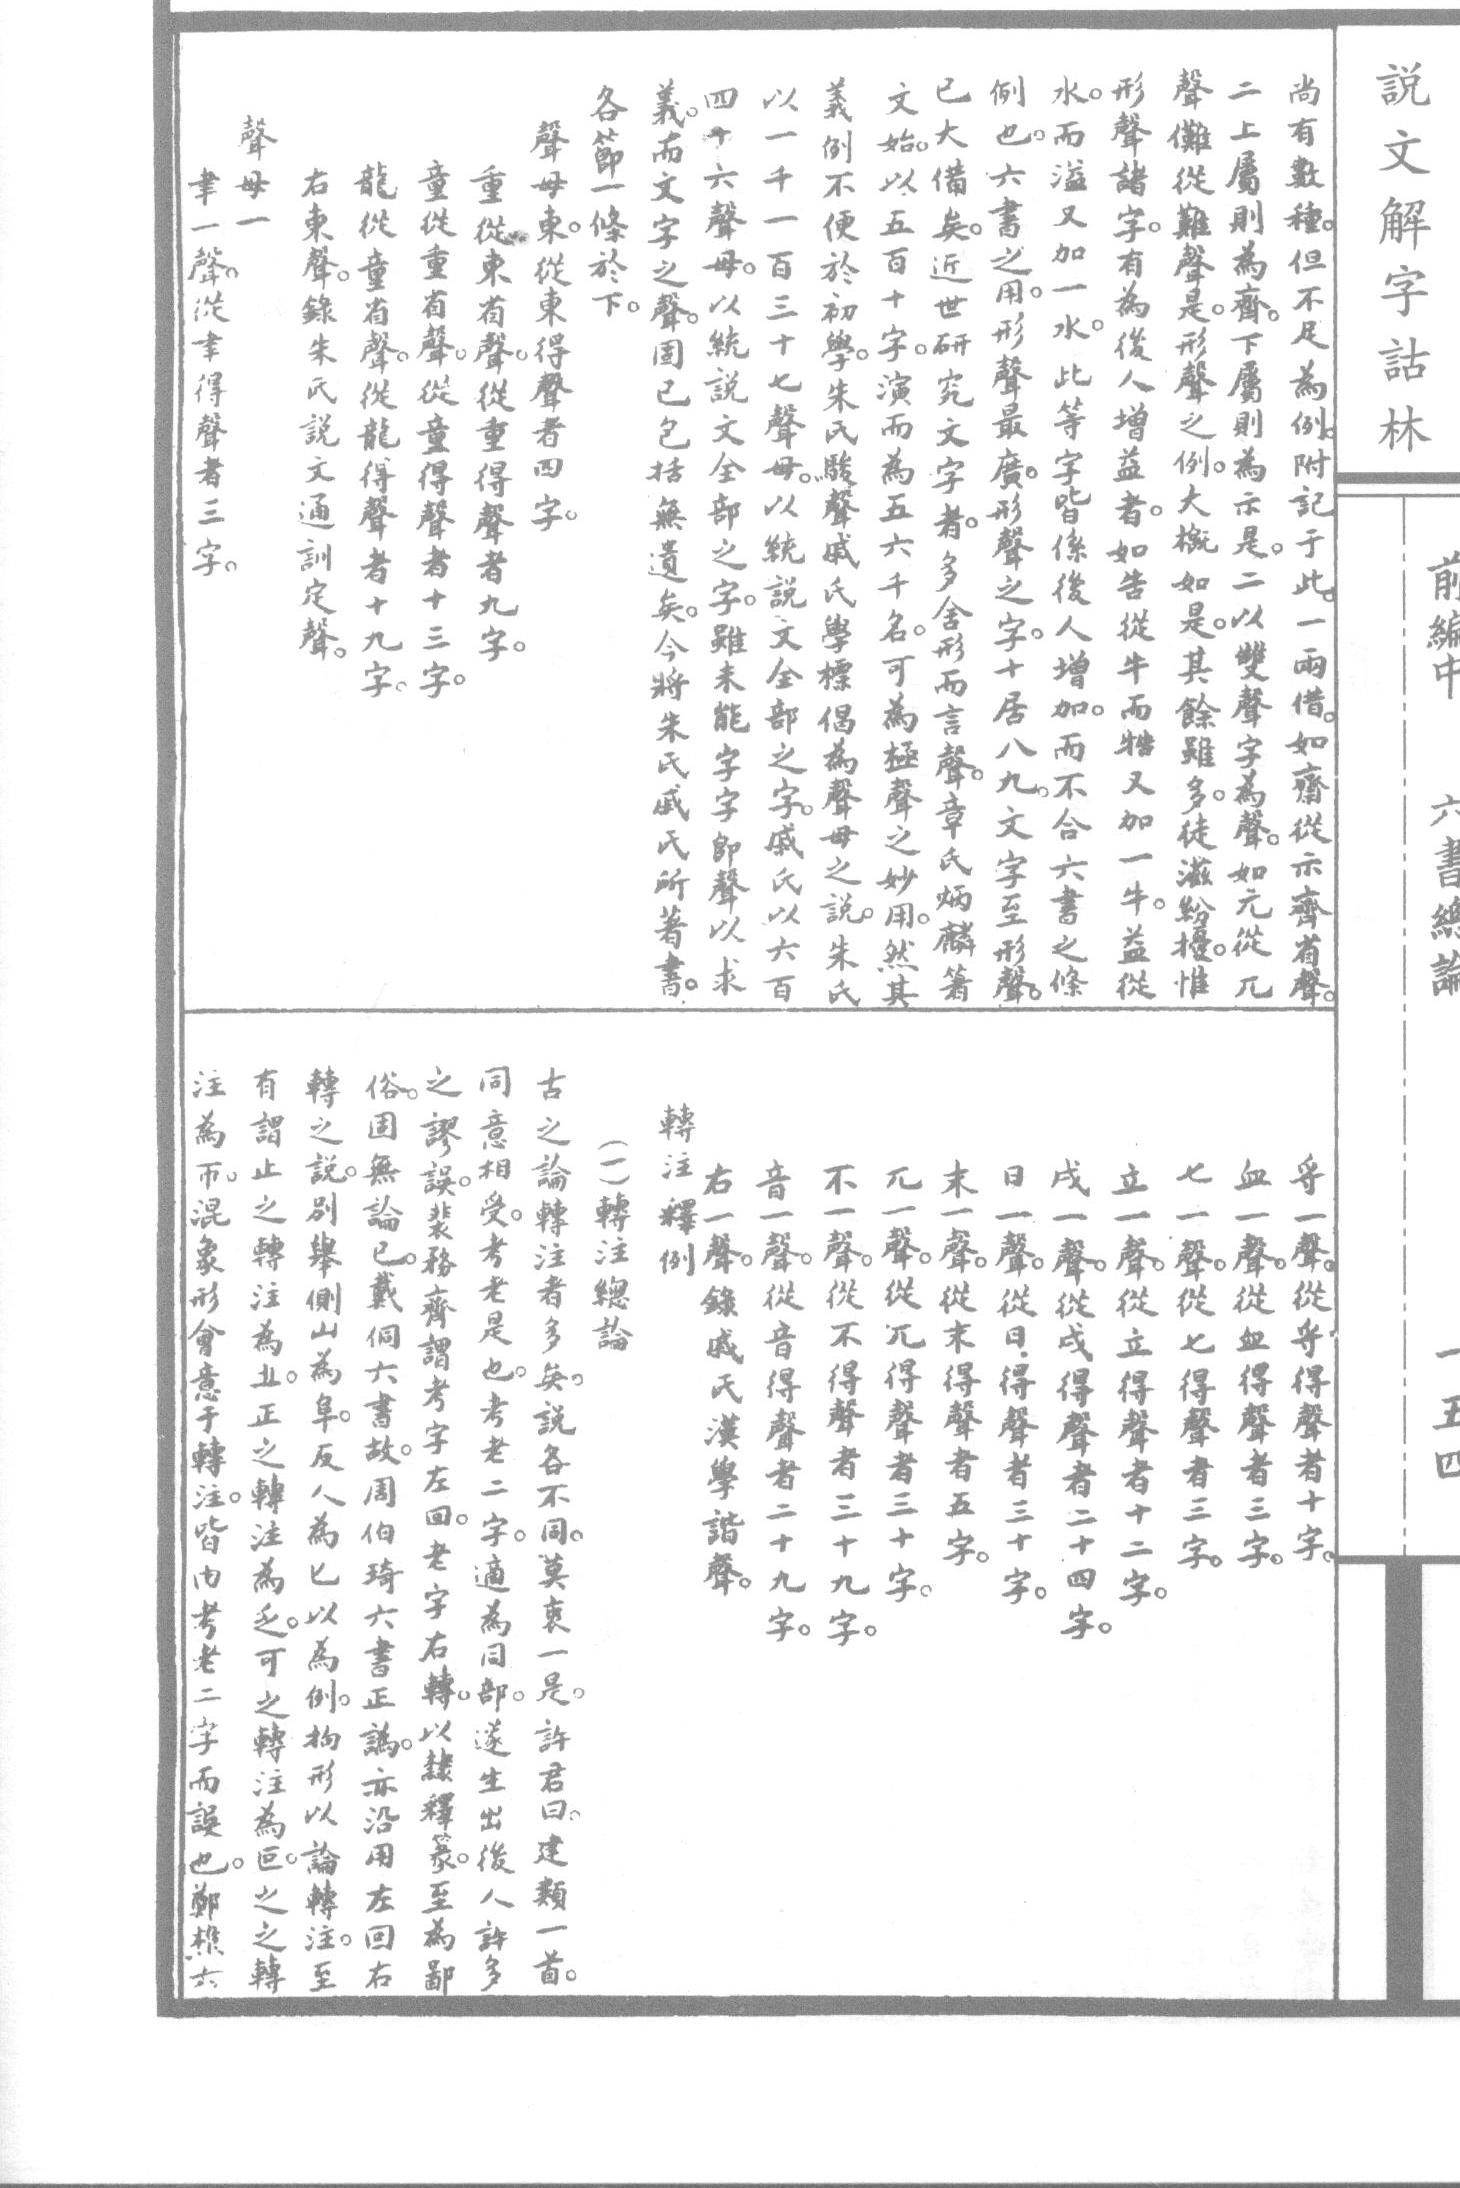 説文解字詁林
前編中　六書總論　一五四
尚有數種。但不足為例。附記于此。一兩借。如齋從示齊省聲。
二上屬則為齊。下屬則為示是。二以雙聲字為聲。如元從兀
聲儺從難聲是。形聲之例。大概如是。其餘雖多。徒滋紛擾。惟
形聲諸字。有為後人增益者。如告從牛而牿又加一牛。益從
水。而溢又加一水。此等字皆係後人增加。而不合六書之條
例也。六書之用。形聲最廣。形聲之字。十居八九。文字至形聲。
已大備矣。近世研究文字者。多舍形而言聲。章氏炳麟箸
文始。以五百十字。演而為五六千名。可為極聲之妙用。然其
義例不便於初學。朱氏駿聲戚氏學標倡為聲母之説。朱氏
以一千一百三十七聲母。以統説文全部之字。戚氏以六百
四十六聲母。以統説文全部之字。雖未能字字即聲以求
義。而文字之聲。固已包括無遺矣。今將朱氏戚氏所著書。
各節一條於下。
聲母東。從東得聲者四字。
重從東省聲。從重得聲者九字。
童從重省聲。從童得聲者十三字。
龍從童省聲。從龍得聲者十九字。
右東聲。錄朱氏説文通訓定聲。
聲母一
聿一聲。從聿得聲者三字。
寽一聲。從寽得聲者十字。
血一聲。從血得聲者三字。
七一聲。從七得聲者三字。
立一聲。從立得聲者十二字。
戌一聲。從戌得聲者二十四字。
日一聲。從日得聲者三十字。
末一聲。從末得聲者五字。
兀一聲。從兀得聲者三十字。
不一聲。從不得聲者三十九字。
音一聲。從音得聲者二十九字。
右一聲。錄戚氏漢學諧聲。
轉注釋例
(一)轉注總論
古之論轉注者多矣。説各不同。莫衷一是。許君曰。建類一首。
同意相受。考老是也。考老二字。適為同部。遂生出後人許多
之謬誤。裴務齊謂考字左回。老字右轉。以隸釋篆。至為鄙
俗。固無論已。戴侗六書故。周伯琦六書正譌。亦沿用左回右
轉之説。別舉側山為阜。反人為匕以為例。拘形以論轉注。至
有謂止之轉注為㞢。正之轉注為乏。可之轉注為叵。之之轉
注為帀。混象形會意于轉注。皆由考老二字而誤也。鄭樵六